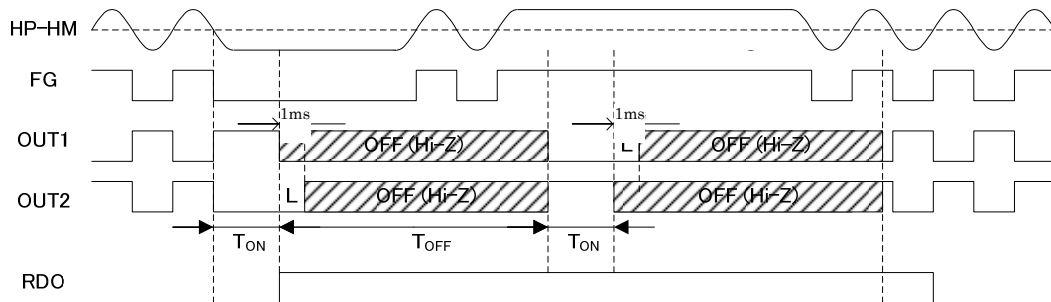 HP-HM
FG
1ms
1ms
OUT1
OFF (Hi-Z)
L
OFF (Hi-Z)
OUT2
L
OFF (Hi-Z)
OFF (Hi-Z)
TON
TOFF
TON
RDO